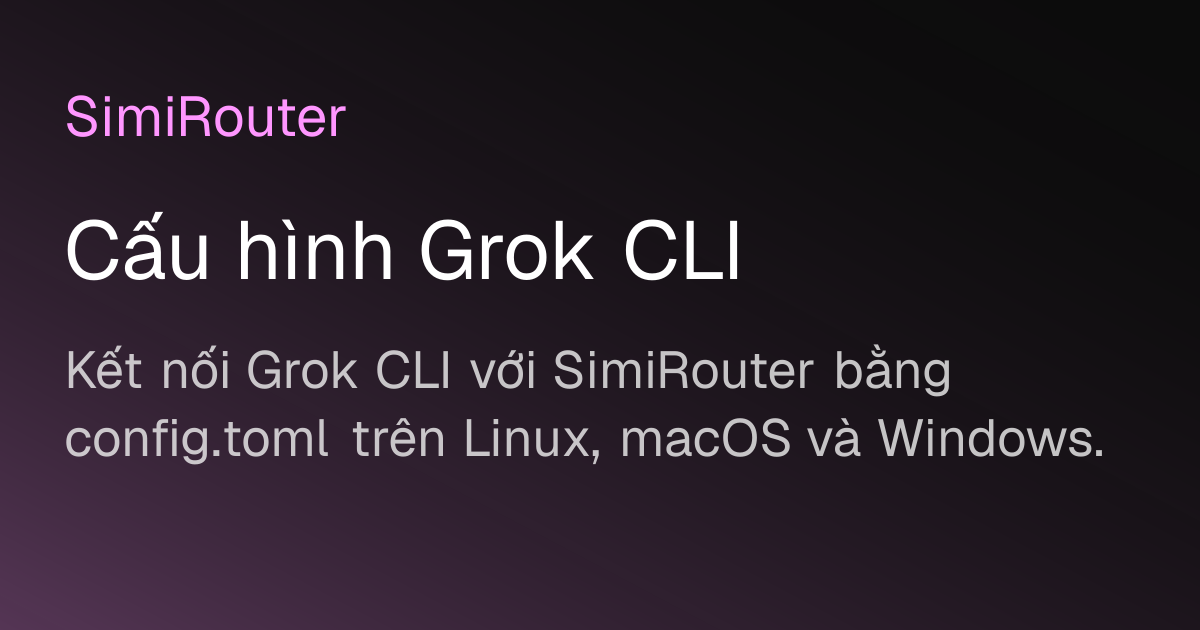 SimiRouter
Cấu hình Grok CLI
Kết nối Grok CLI với SimiRouter bằng
config.toml trên Linux, macOS và Windows.